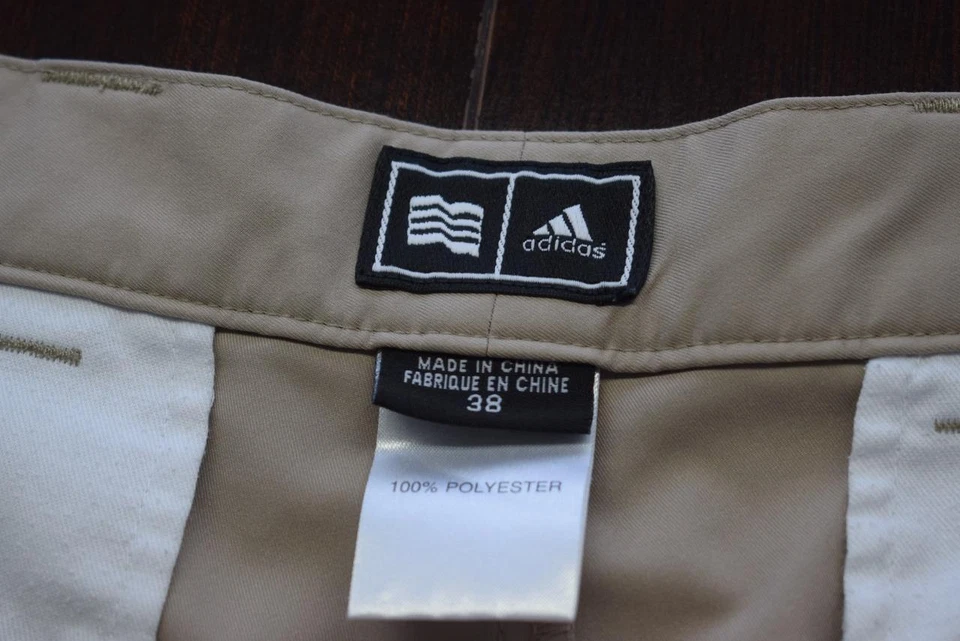 adidas
MADE IN CHINA
FABRIQUE EN CHINE
38
100% POLYESTER